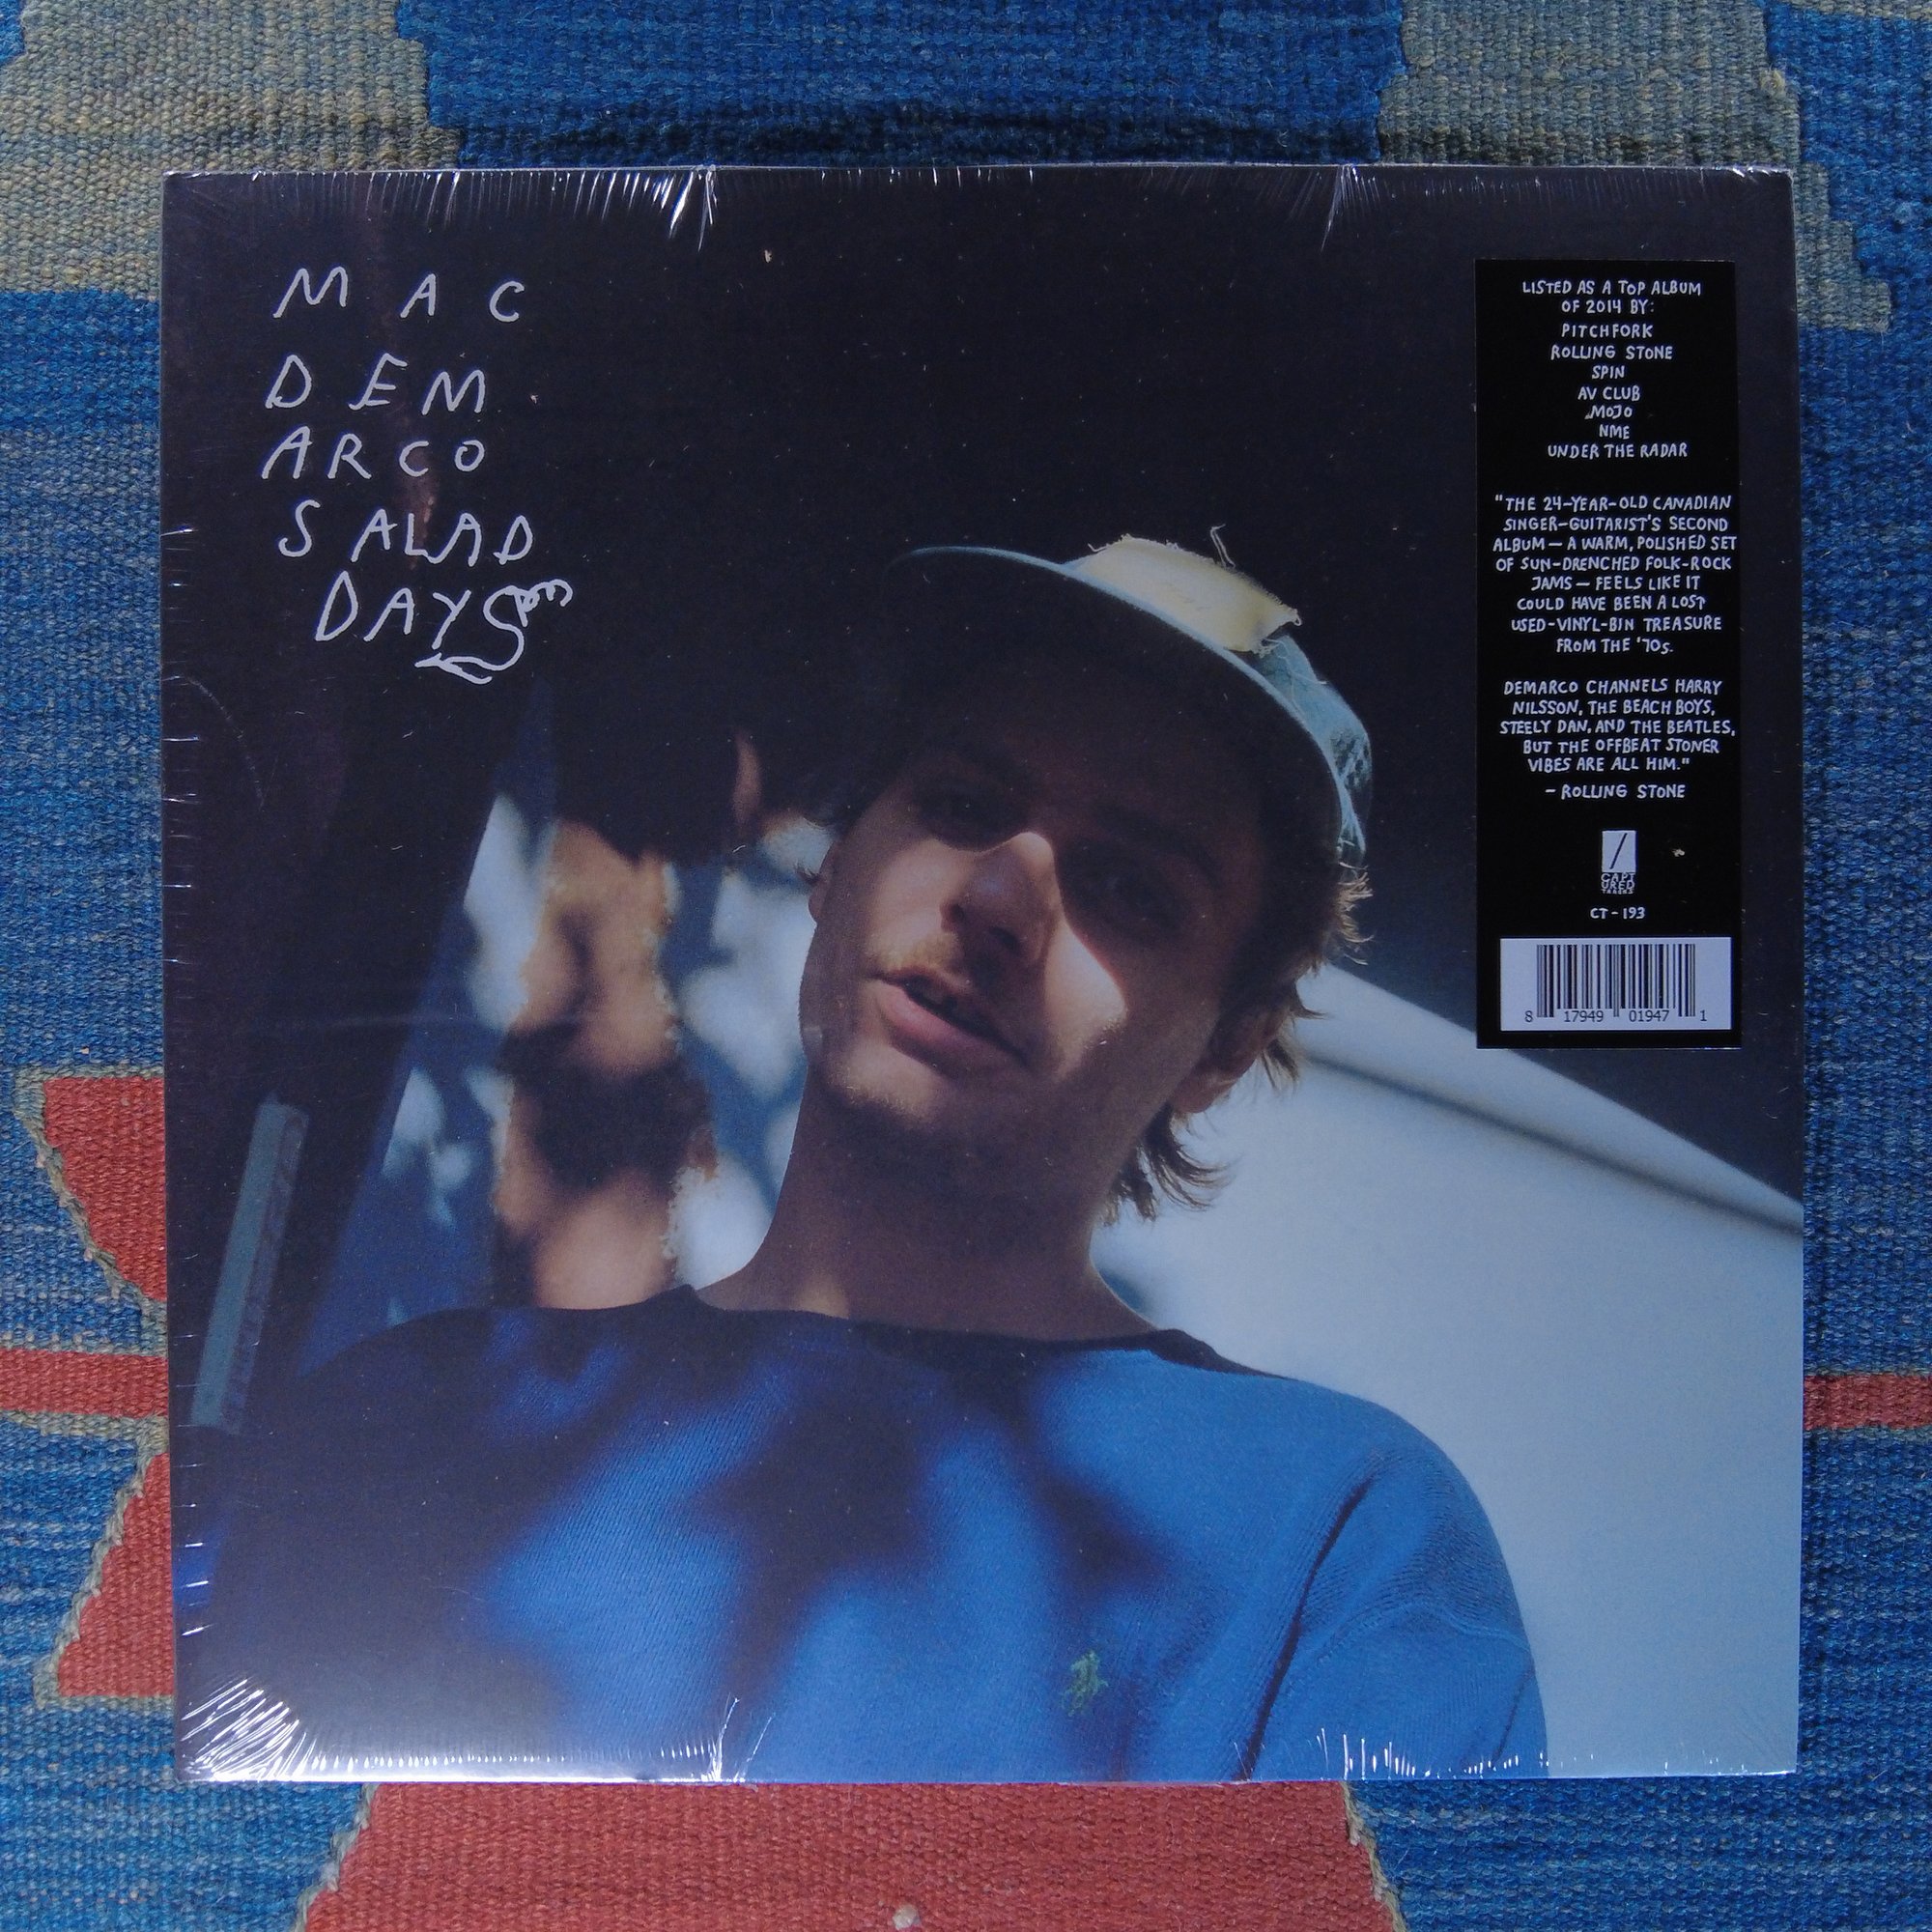 MAC
DEM
ARCO
SALAD
DAYS
LISTED AS A TOP ALBUM
OF 2014 BY:
PITCHFORK
ROLLING STONE
SPIN
AV CLUB
MOJO
NME
UNDER THE RADAR
"THE 24-YEAR-OLD CANADIAN
SINGER-GUITARIST'S SECOND
ALBUM — A WARM, POLISHED SET
OF SUN-DRENCHED FOLK-ROCK
JAMS — FEELS LIKE IT
COULD HAVE BEEN A LOST
USED-VINYL-BIN TREASURE
FROM THE '70s.
DEMARCO CHANNELS HARRY
NILSSON, THE BEACH BOYS,
STEELY DAN, AND THE BEATLES,
BUT THE OFFBEAT STONER
VIBES ARE ALL HIM."
- ROLLING STONE
CAPT
URED
TRACKS
CT-193
8 17949 01947 1